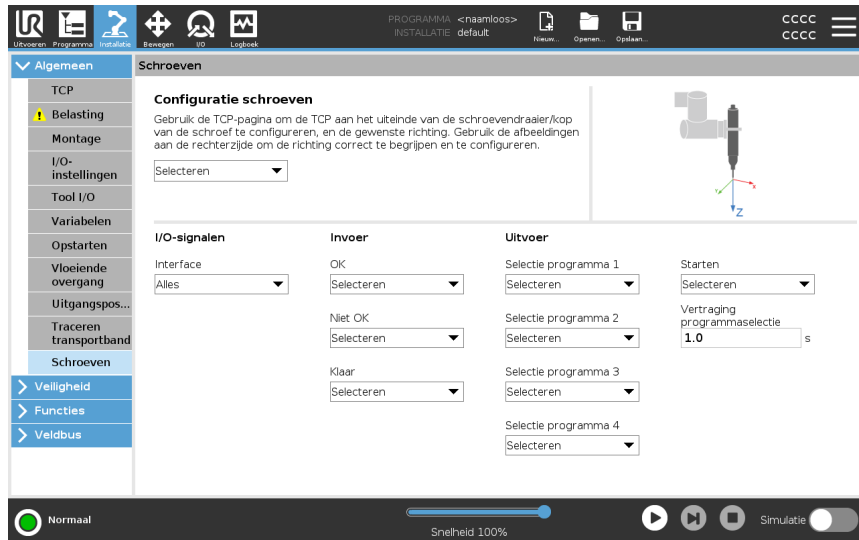 UR
PROGRAMMA <naamloos>
INSTALLATIE default
CCCC
CCCC
Uitvoeren Programma Installatie Bewegen I/O Logboek Nieuw... Openen... Opslaan...
Algemeen
TCP
Belasting
Montage
I/O-
instellingen
Tool I/O
Variabelen
Opstarten
Vloeiende
overgang
Uitgangspos...
Traceren
transportband
Schroeven
Veiligheid
Functies
Veldbus
Schroeven
Configuratie schroeven
Gebruik de TCP-pagina om de TCP aan het uiteinde van de schroevendraaier/kop
van de schroef te configureren, en de gewenste richting. Gebruik de afbeeldingen
aan de rechterzijde om de richting correct te begrijpen en te configureren.
Selecteren
Y
X
Z
I/O-signalen
Interface
Alles
Invoer
OK
Selecteren
Niet OK
Selecteren
Klaar
Selecteren
Uitvoer
Selectie programma 1
Selecteren
Selectie programma 2
Selecteren
Selectie programma 3
Selecteren
Selectie programma 4
Selecteren
Starten
Selecteren
Vertraging
programmaselectie
1.0 s
Normaal
Snelheid 100%
Simulatie